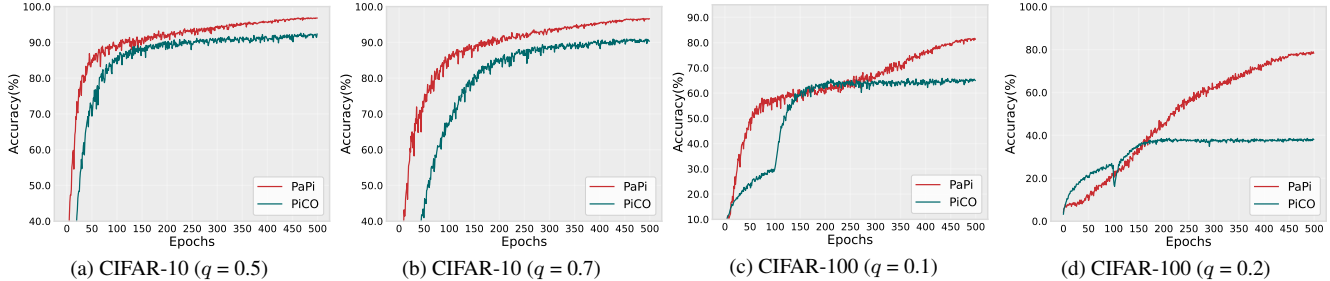 100.0
90.0
80.0
70.0
60.0
50.0
40.0
Accuracy(%)
0 50 100 150 200 250 300 350 400 450 500
Epochs
PaPi
PiCO
(a) CIFAR-10 (q = 0.5)
100.0
90.0
80.0
70.0
60.0
50.0
40.0
Accuracy(%)
0 50 100 150 200 250 300 350 400 450 500
Epochs
PaPi
PiCO
(b) CIFAR-10 (q = 0.7)
90.0
80.0
70.0
60.0
50.0
40.0
30.0
20.0
10.0
Accuracy(%)
0 50 100 150 200 250 300 350 400 450 500
Epochs
PaPi
PiCO
(c) CIFAR-100 (q = 0.1)
100.0
80.0
60.0
40.0
20.0
0.0
Accuracy(%)
0 50 100 150 200 250 300 350 400 450 500
Epochs
PaPi
PiCO
(d) CIFAR-100 (q = 0.2)